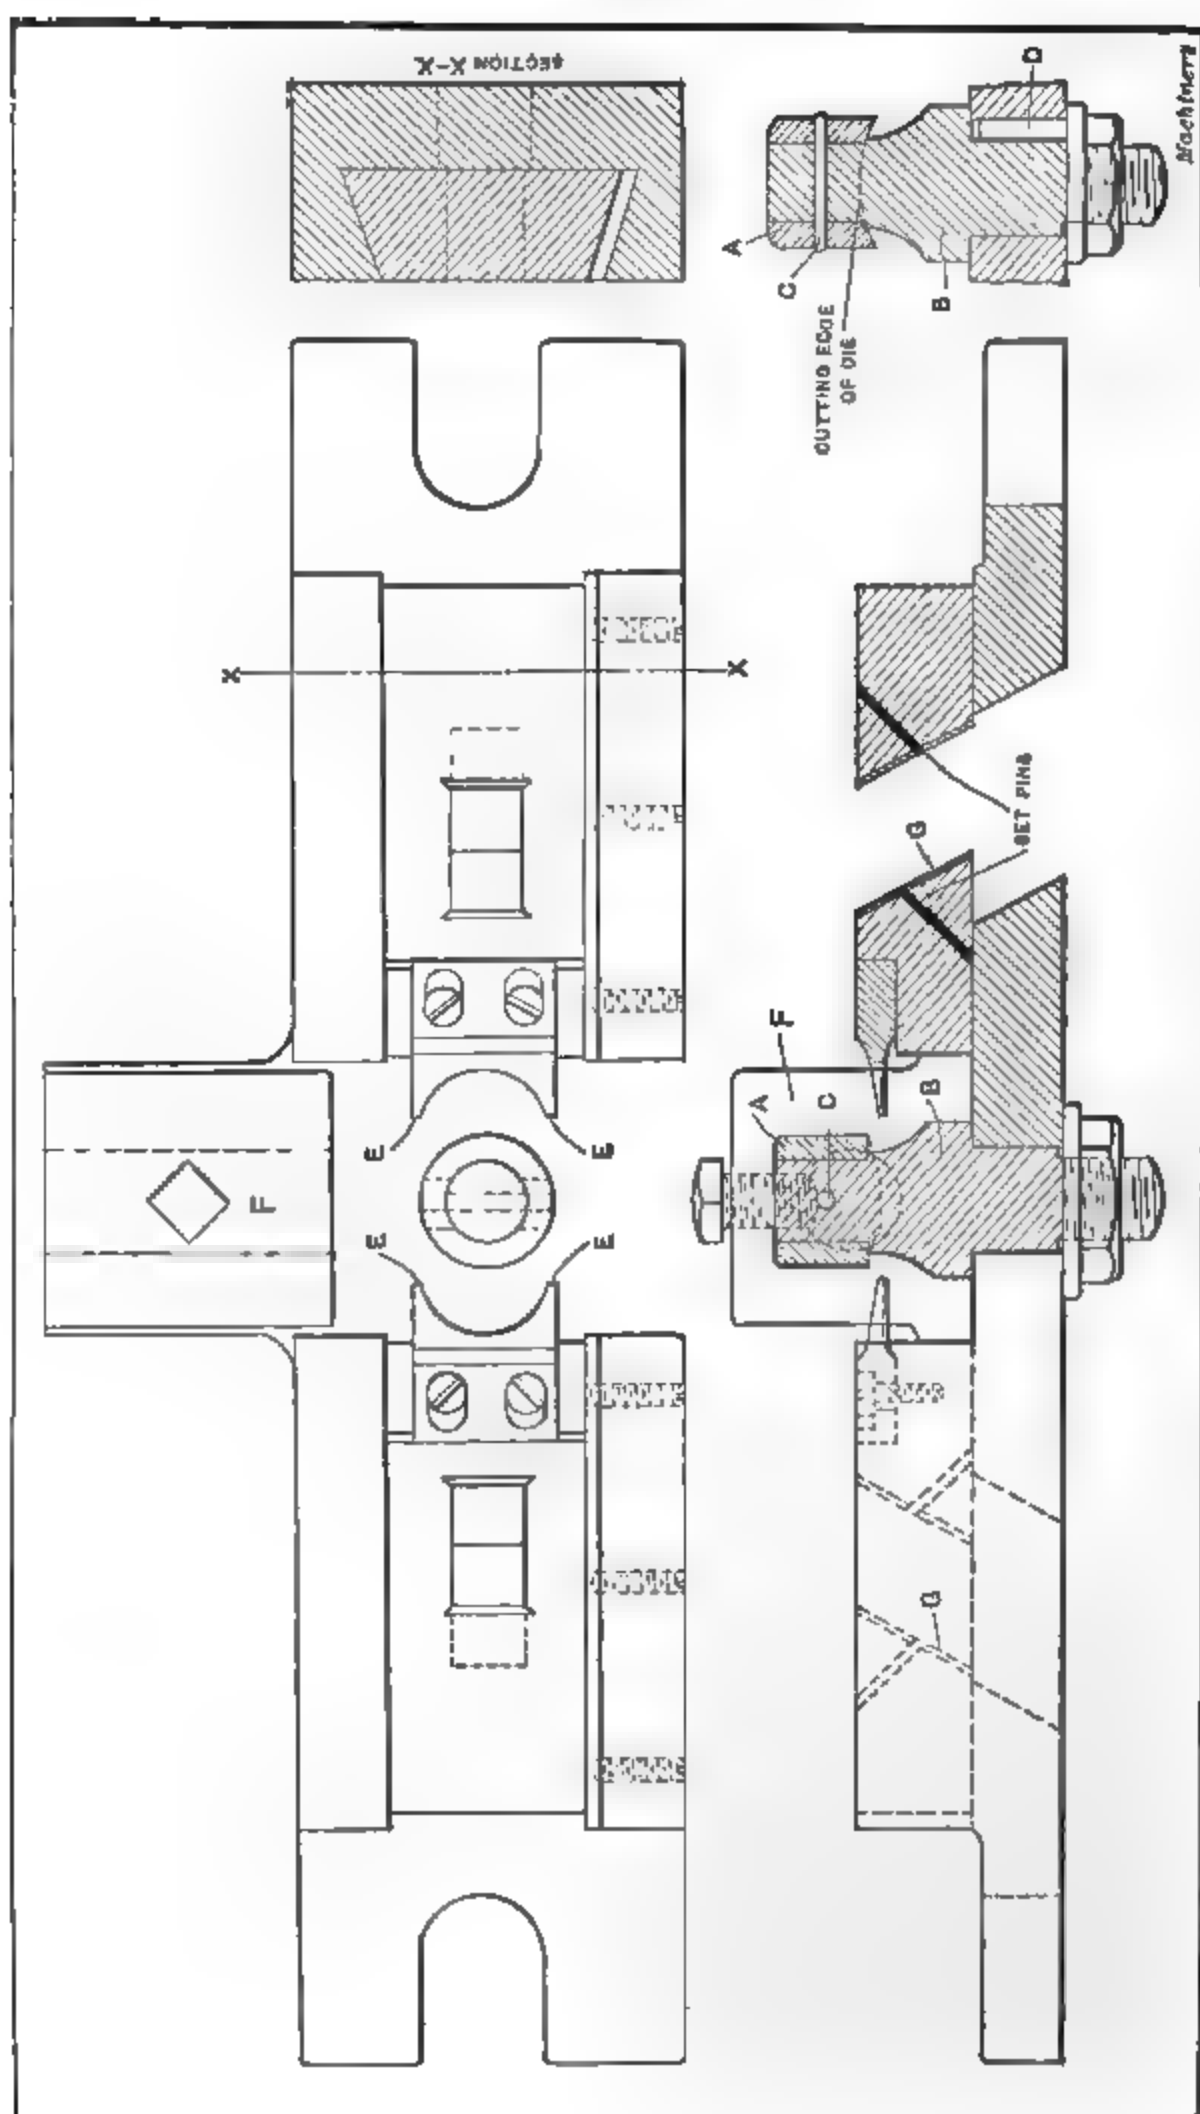 SECTION X-X
X
X
F
E
E
E
E
A
C
CUTTING EDGE
OF DIE
B
D
F
A
C
B
G
SET PINS
G
Machinery